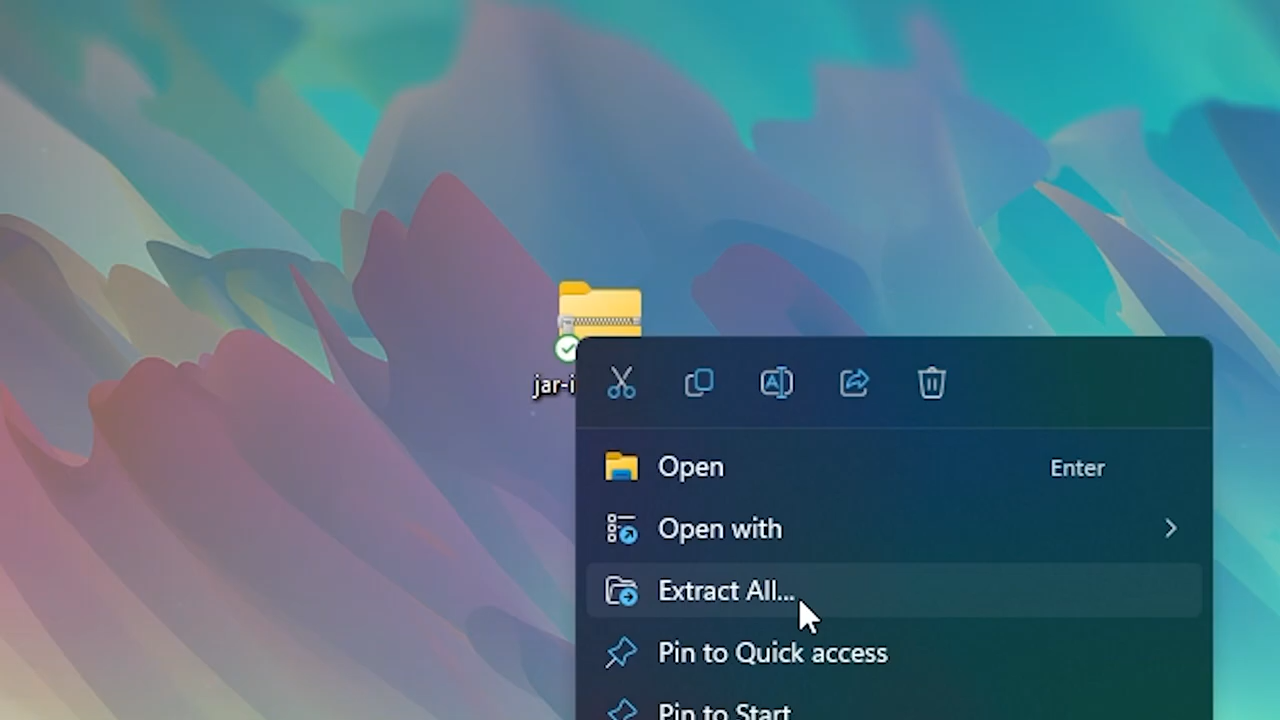 jar-i
Open Enter
Open with
Extract All...
Pin to Quick access
Pin to Start